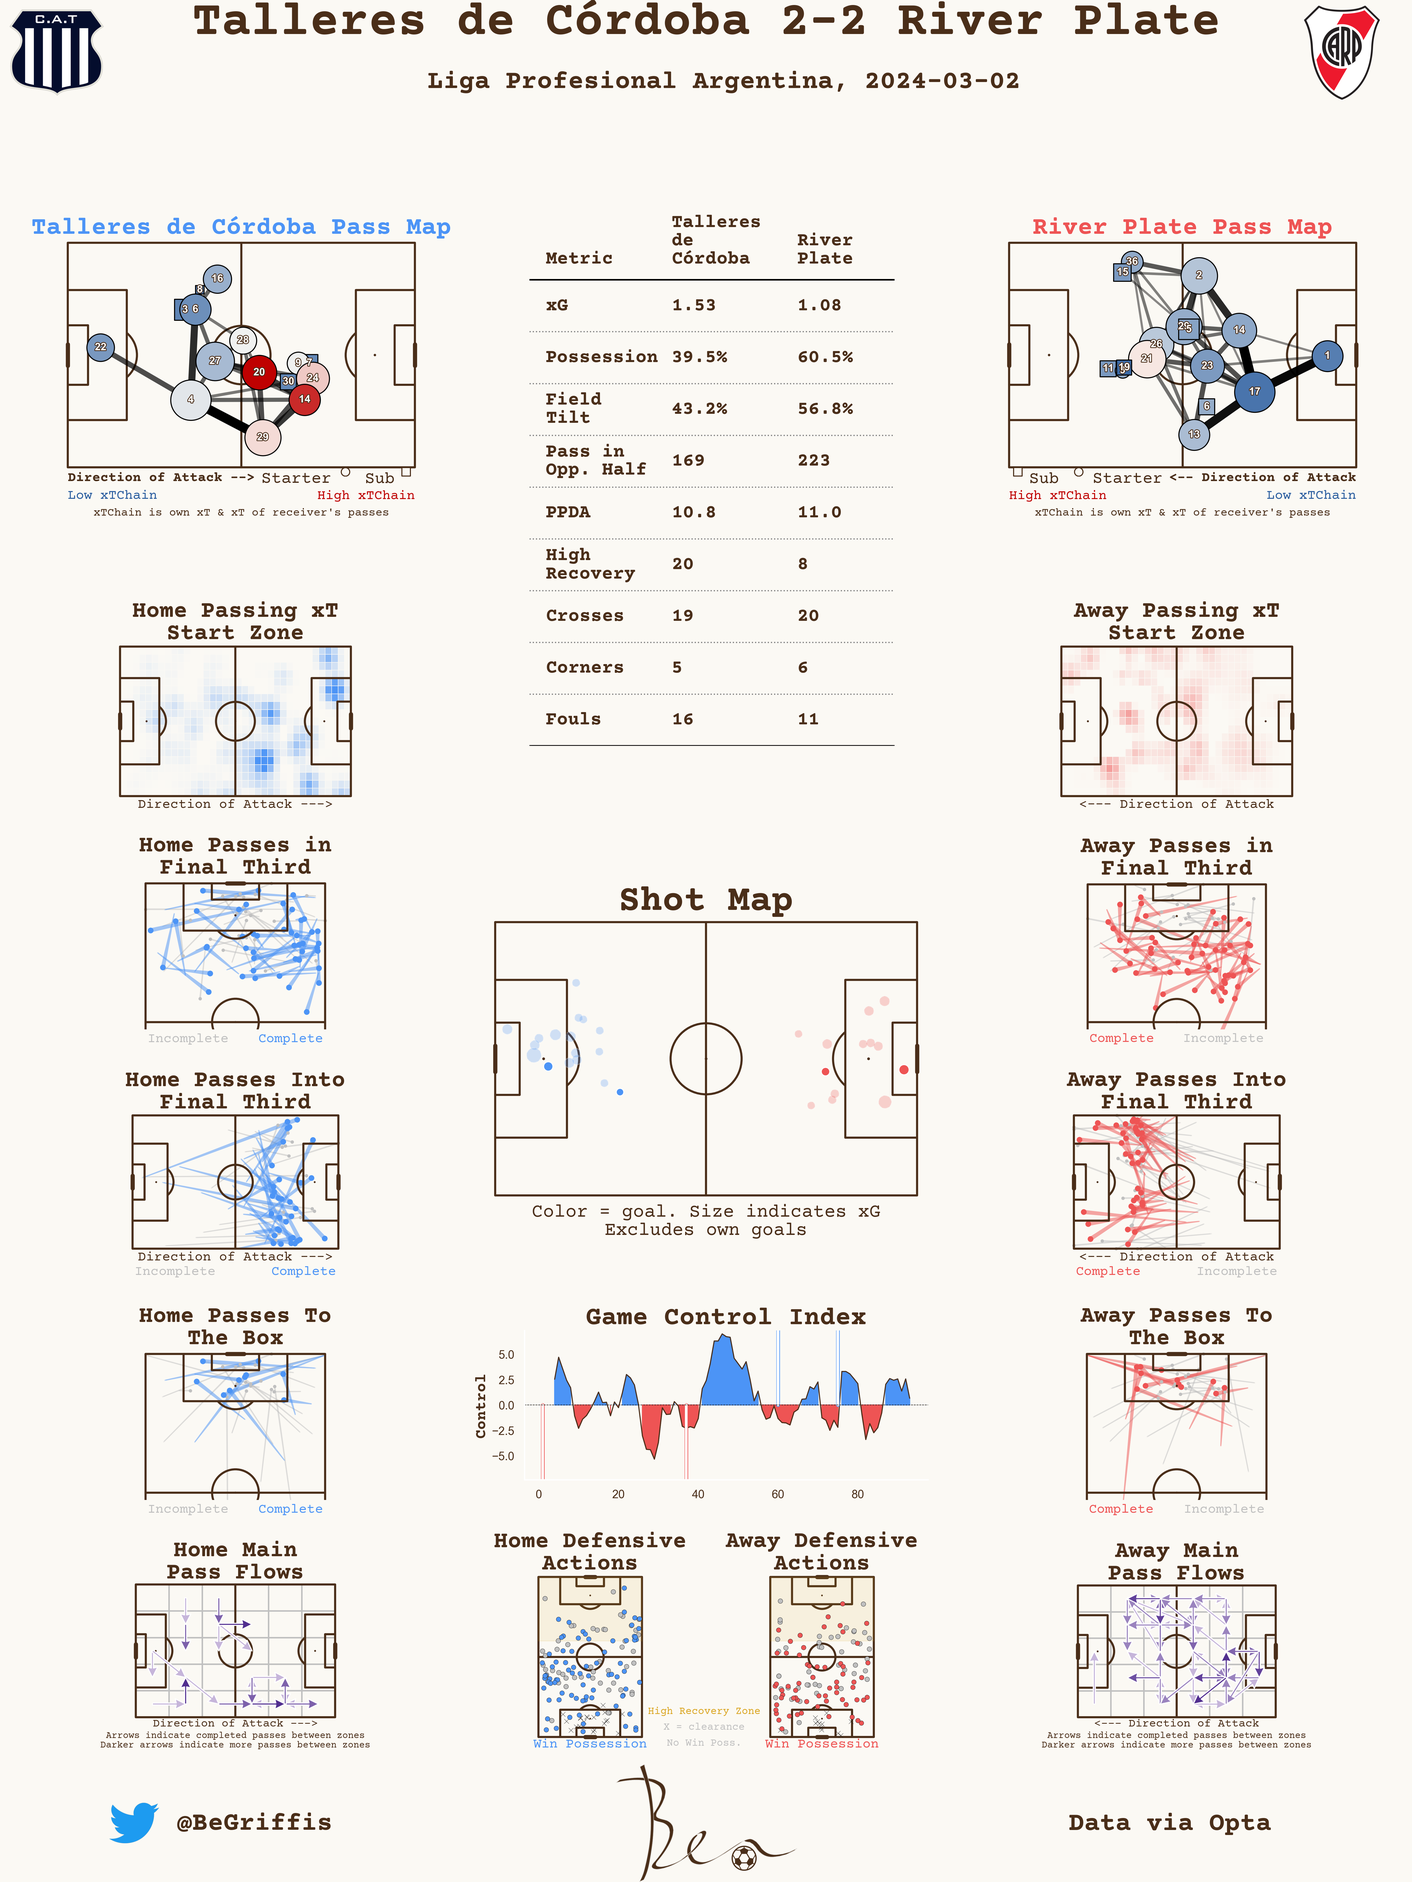 Talleres de Córdoba 2-2 River Plate
C.A.T
CARP
Liga Profesional Argentina, 2024-03-02
Talleres de Córdoba Pass Map
16
8
3 6
22
28
27
20
9 7
30 24
4
14
29
Direction of Attack --> Starter Sub
Low xTChain High xTChain
xTChain is own xT & xT of receiver's passes
Metric Talleres de Córdoba River Plate
xG 1.53 1.08
Possession 39.5% 60.5%
Field Tilt 43.2% 56.8%
Pass in Opp. Half 169 223
PPDA 10.8 11.0
High Recovery 20 8
Crosses 19 20
Corners 5 6
Fouls 16 11
River Plate Pass Map
36
15
2
5
14
26
21
1
11 19
23
17
6
13
Sub Starter <-- Direction of Attack
High xTChain Low xTChain
xTChain is own xT & xT of receiver's passes
Home Passing xT
Start Zone
Direction of Attack --->
Away Passing xT
Start Zone
<--- Direction of Attack
Home Passes in
Final Third
Incomplete Complete
Away Passes in
Final Third
Complete Incomplete
Shot Map
Color = goal. Size indicates xG
Excludes own goals
Home Passes Into
Final Third
Direction of Attack --->
Incomplete Complete
Away Passes Into
Final Third
<--- Direction of Attack
Complete Incomplete
Home Passes To
The Box
Incomplete Complete
Game Control Index
Control
5.0
2.5
0.0
−2.5
−5.0
0 20 40 60 80
Away Passes To
The Box
Complete Incomplete
Home Main
Pass Flows
Direction of Attack --->
Arrows indicate completed passes between zones
Darker arrows indicate more passes between zones
Home Defensive
Actions
Win Possession
High Recovery Zone
X = clearance
No Win Poss.
Away Defensive
Actions
Win Possession
Away Main
Pass Flows
<--- Direction of Attack
Arrows indicate completed passes between zones
Darker arrows indicate more passes between zones
@BeGriffis
Ben
Data via Opta